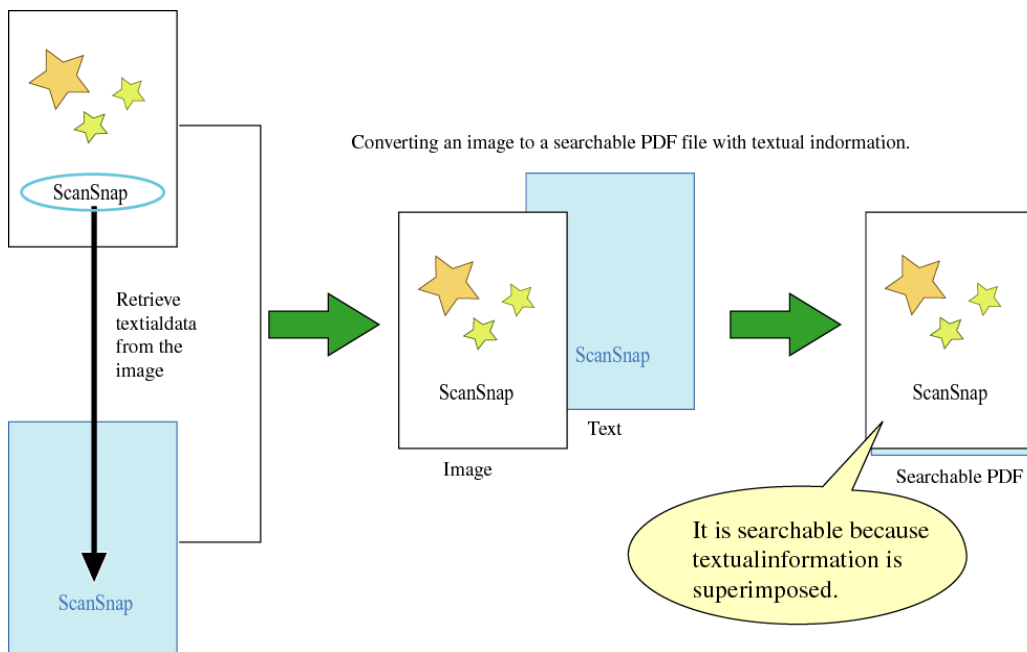 ScanSnap
Retrieve
textialdata
from the
image
ScanSnap
Converting an image to a searchable PDF file with textual indormation.
ScanSnap
Image
ScanSnap
Text
ScanSnap
Searchable PDF
It is searchable because
textualinformation is
superimposed.